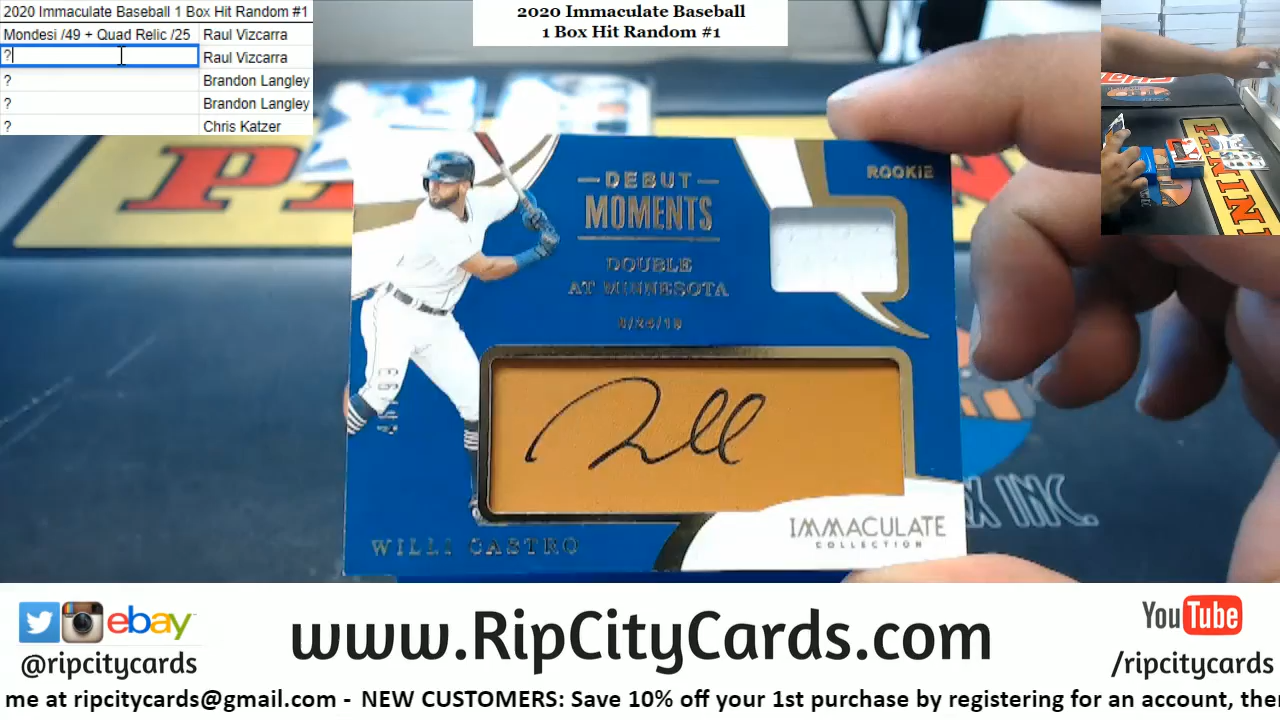 2020 Immaculate Baseball 1 Box Hit Random #1
Mondesi /49 + Quad Relic /25 Raul Vizcarra
? Raul Vizcarra
? Brandon Langley
? Brandon Langley
? Chris Katzer
2020 Immaculate Baseball
1 Box Hit Random #1
ROOKIE
DEBUT
MOMENTS
DOUBLE
AT MINNESOTA
WILLI CASTRO
IMMACULATE
COLLECTION
INC.
PANIN
ebay
www.RipCityCards.com
YouTube
@ripcitycards
/ripcitycards
me at ripcitycards@gmail.com - NEW CUSTOMERS: Save 10% off your 1st purchase by registering for an account, ther